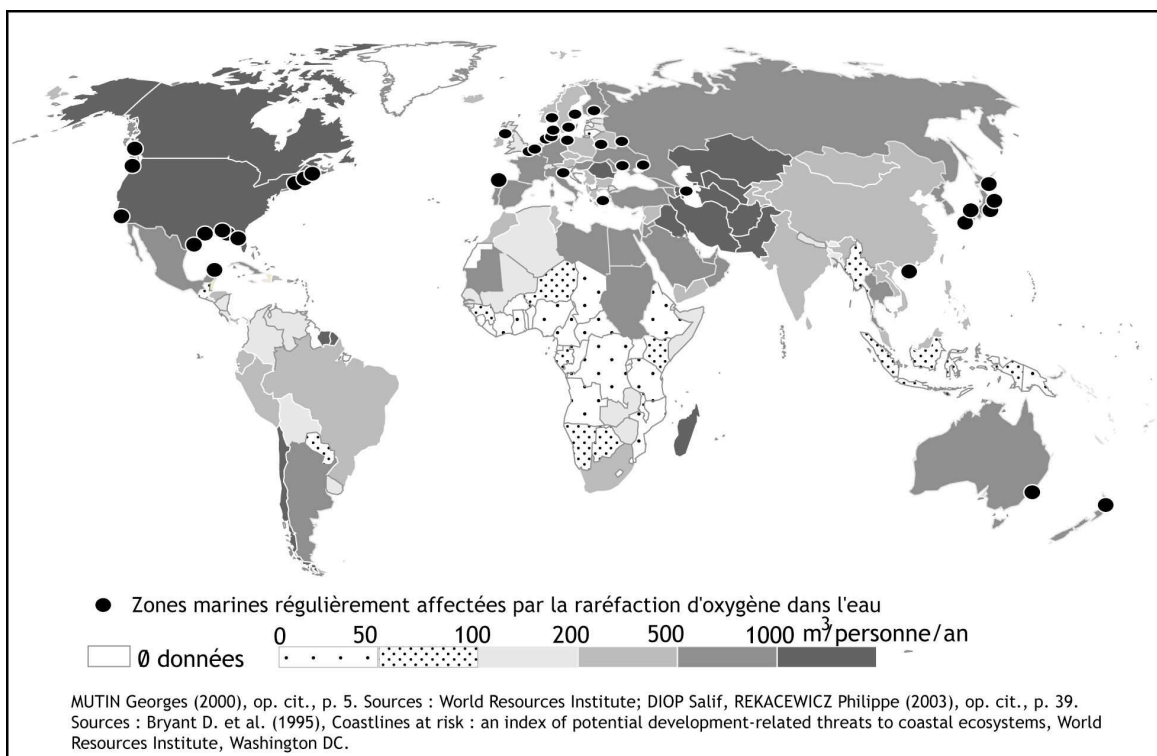 Zones marines régulièrement affectées par la raréfaction d'oxygène dans l'eau
0 50 100 200 500 1000 m³/personne/an
Ø données
MUTIN Georges (2000), op. cit., p. 5. Sources : World Resources Institute; DIOP Salif, REKACEWICZ Philippe (2003), op. cit., p. 39.
Sources : Bryant D. et al. (1995), Coastlines at risk : an index of potential development-related threats to coastal ecosystems, World
Resources Institute, Washington DC.